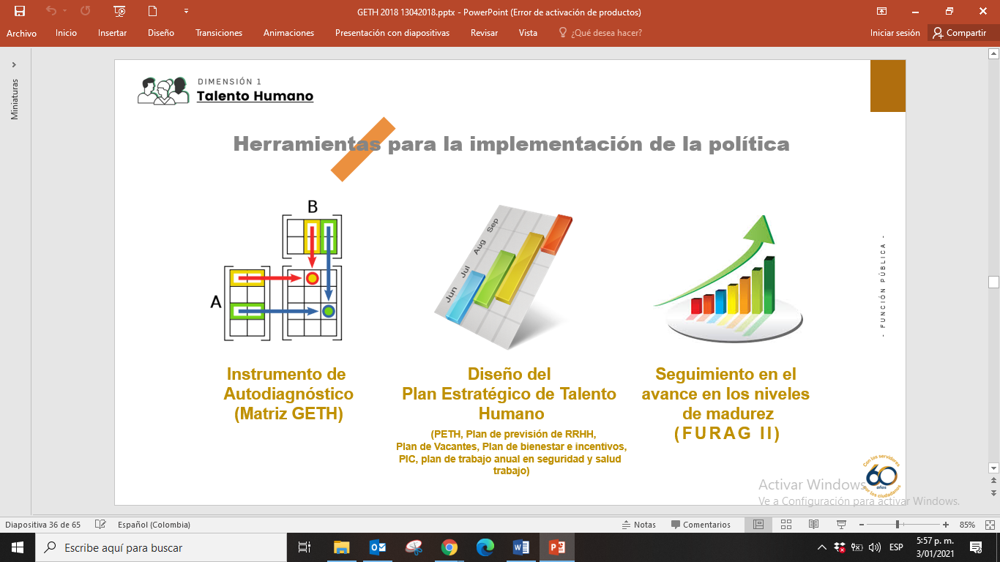 GETH 2018 13042018.pptx - PowerPoint (Error de activación de productos)
Archivo Inicio Insertar Diseño Transiciones Animaciones Presentación con diapositivas Revisar Vista ¿Qué desea hacer? Iniciar sesión Compartir
Miniaturas
DIMENSIÓN 1
Talento Humano
Herramientas para la implementación de la política
B
A
Jun
Jul
Aug
Sep
- FUNCIÓN PÚBLICA -
Instrumento de
Autodiagnóstico
(Matriz GETH)
Diseño del
Plan Estratégico de Talento
Humano
(PETH, Plan de previsión de RRHH,
Plan de Vacantes, Plan de bienestar e incentivos,
PIC, plan de trabajo anual en seguridad y salud
trabajo)
Seguimiento en el
avance en los niveles
de madurez
(FURAG II)
Con los servidores
60
años
por los ciudadanos
Activar Windows
Ve a Configuración para activar Windows.
Diapositiva 36 de 65 Español (Colombia) Notas Comentarios 85%
Escribe aquí para buscar ESP 5:57 p. m.
3/01/2021